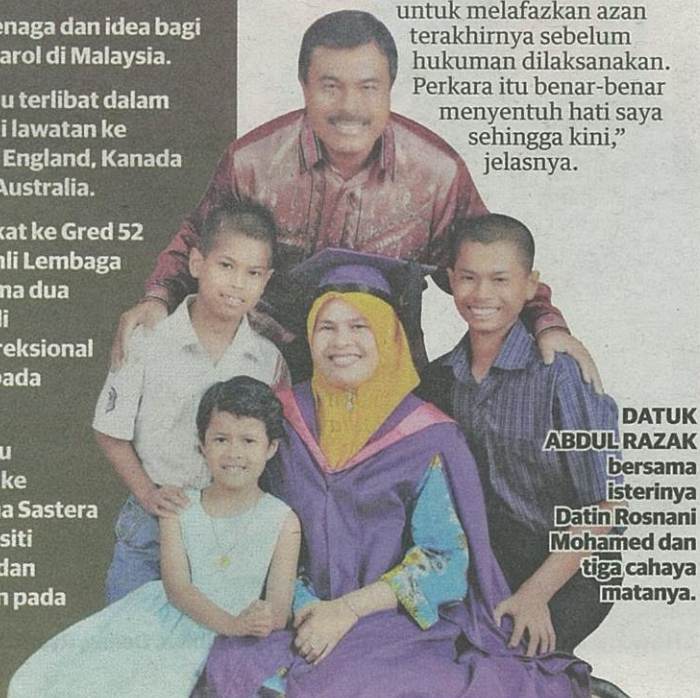 enaga dan idea bagi
arol di Malaysia.
u terlibat dalam
i lawatan ke
England, Kanada
Australia.
kat ke Gred 52
hli Lembaga
ma dua
li
reksional
pada
u
ke
na Sastera
siti
dan
n pada
untuk melafazkan azan
terakhirnya sebelum
hukuman dilaksanakan.
Perkara itu benar-benar
menyentuh hati saya
sehingga kini,”
jelasnya.
DATUK
ABDUL RAZAK
bersama
isterinya
Datin Rosnani
Mohamed dan
tiga cahaya
matanya.